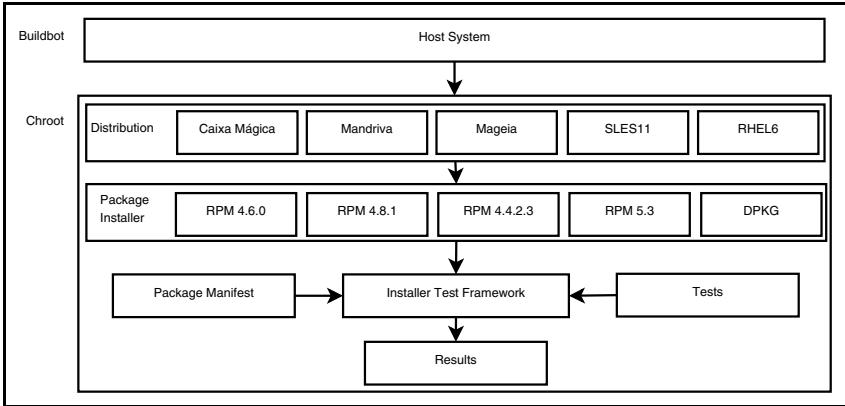 Buildbot
Host System
Chroot
Distribution
Caixa Mágica
Mandriva
Mageia
SLES11
RHEL6
Package
Installer
RPM 4.6.0
RPM 4.8.1
RPM 4.4.2.3
RPM 5.3
DPKG
Package Manifest
Installer Test Framework
Tests
Results